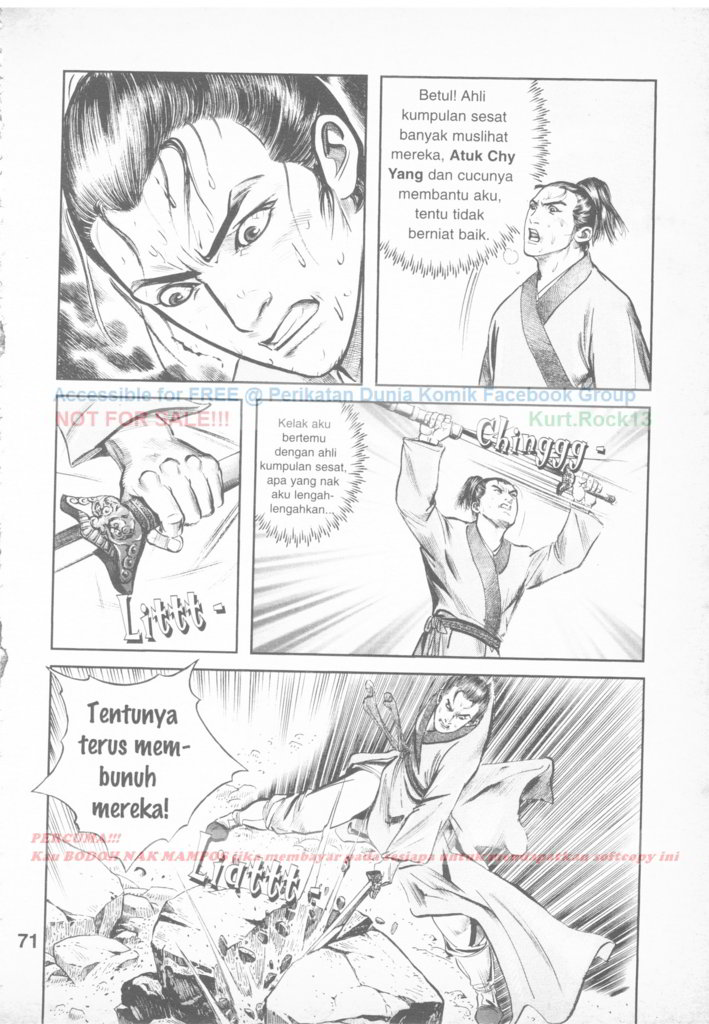 Betul! Ahli
kumpulan sesat
banyak muslihat
mereka, Atuk Chy
Yang dan cucunya
membantu aku,
tentu tidak
berniat baik.
Accessible for FREE @ Perikatan Dunia Komik Facebook Group
NOT FOR SALE!!!
Kurt.Rock13
Littt -
Kelak aku
bertemu
dengan ahli
kumpulan sesat,
apa yang nak
aku lengah-
lengahkan...
Chinggg -
Tentunya
terus mem-
bunuh
mereka!
PERCUMA!!!
Kau BODOH NAK MAMPOS jika membayar pada sesiapa untuk mendapatkan softcopy ini
Liattt -
71